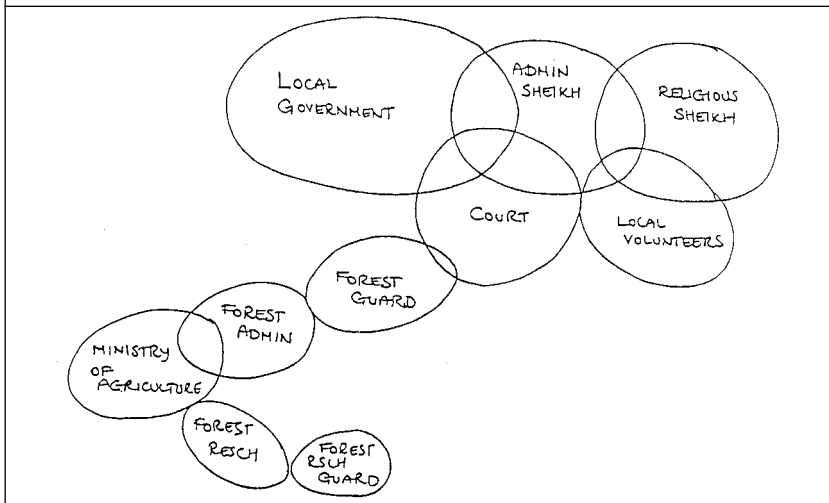 LOCAL
GOVERNMENT
ADMIN
SHEIKH
RELIGIOUS
SHEIKH
COURT
LOCAL
VOLUNTEERS
FOREST
GUARD
FOREST
ADMIN
MINISTRY
OF
AGRICULTURE
FOREST
RESCH
FOREST
RSCH
GUARD